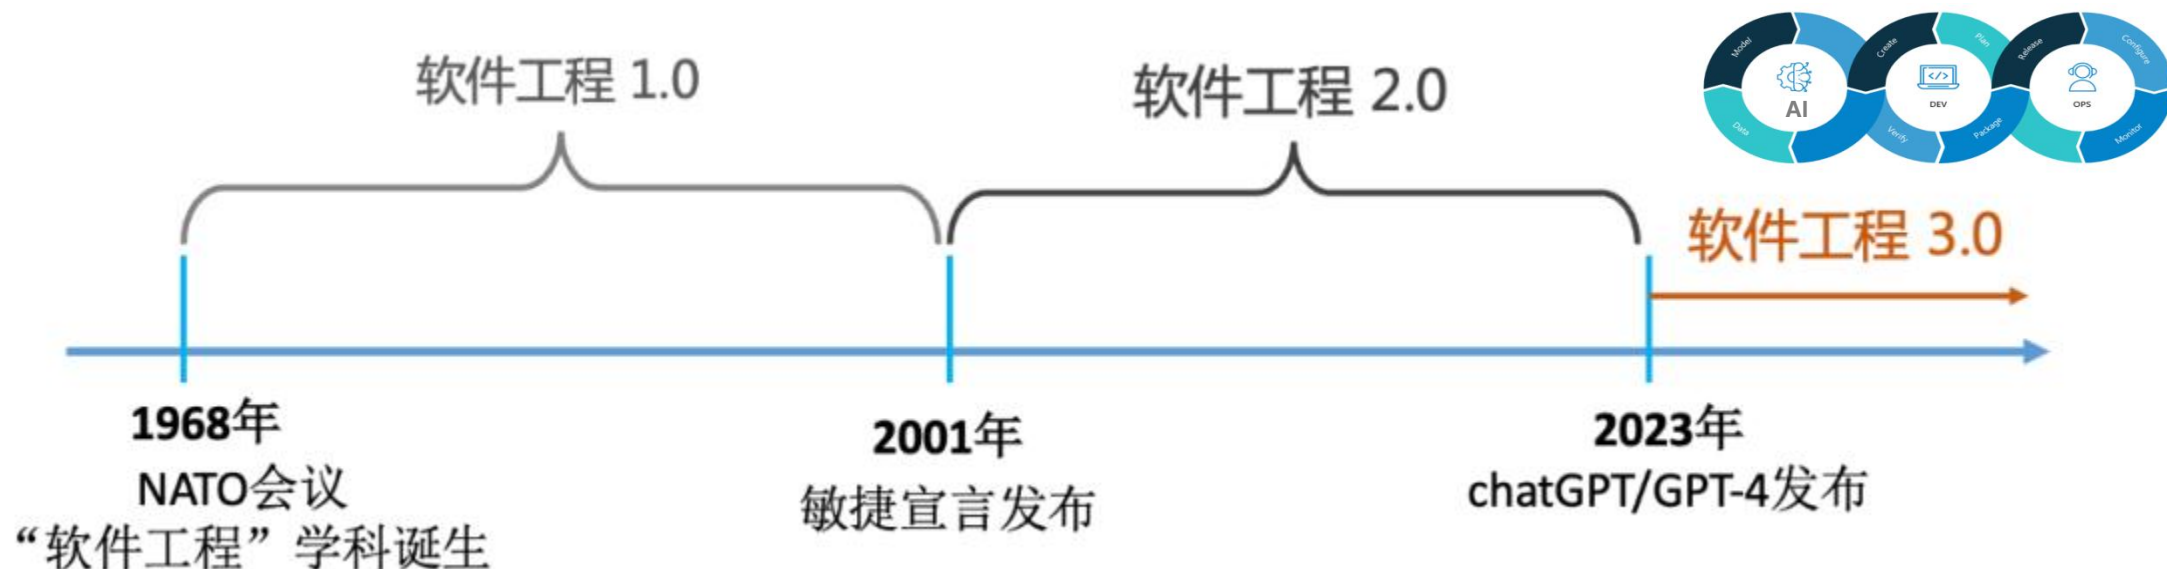 软件工程 1.0
软件工程 2.0
软件工程 3.0
Model
Data
AI
Create
Plan
Verify
Package
DEV
Release
Configure
Monitor
OPS
1968年
NATO会议
“软件工程”学科诞生
2001年
敏捷宣言发布
2023年
chatGPT/GPT-4发布